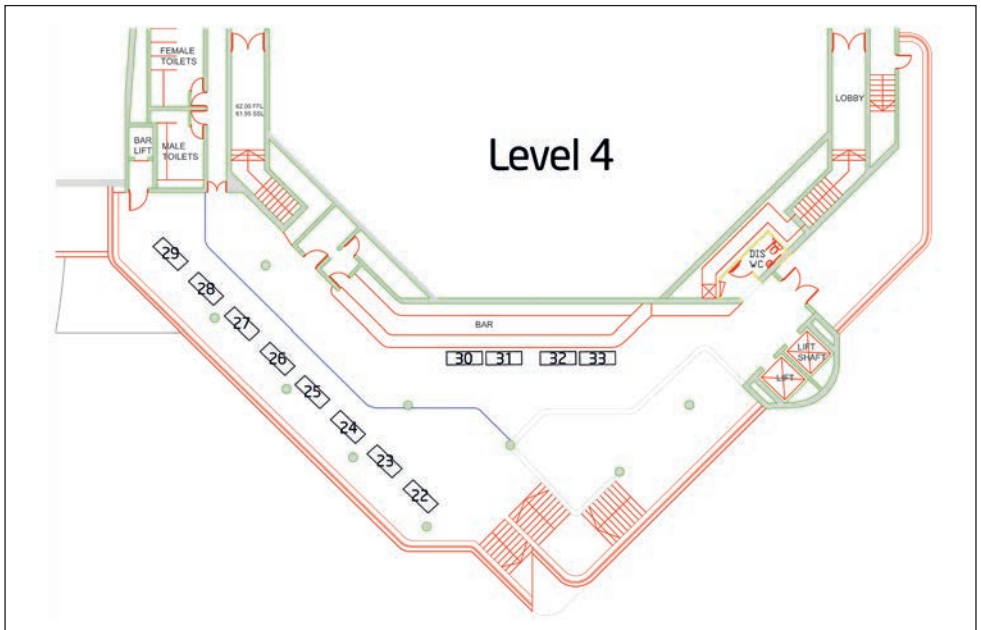 FEMALE
TOILETS
62.00 FFL
61.95 SSL
LOBBY
BAR
LIFT
MALE
TOILETS
Level 4
29
DIS
WC
28
27
BAR
26
30
31
32
33
LIFT
SHAFT
LIFT
25
24
23
22